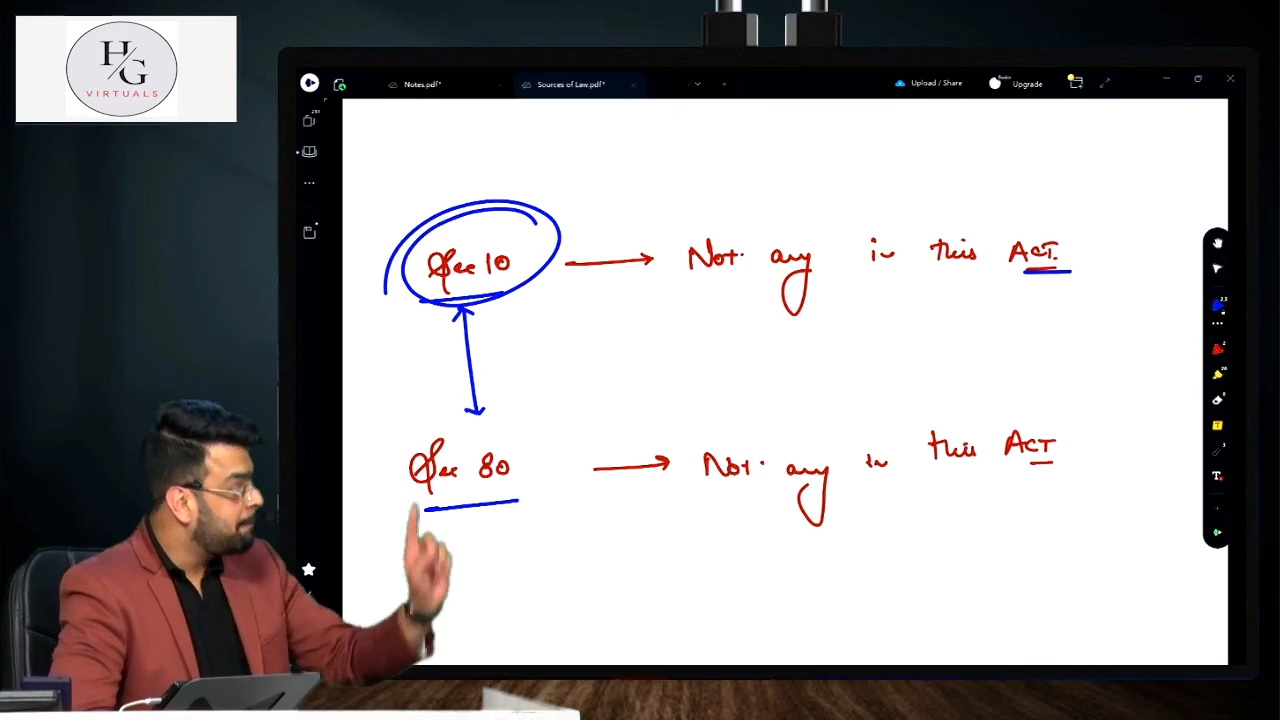 H/G
VIRTUALS
Notes.pdf*
Sources of Law.pdf*
Upload / Share
Basics
Upgrade
Sec 10 → Not any in this ACT.
Sec 80 → Not any in this ACT